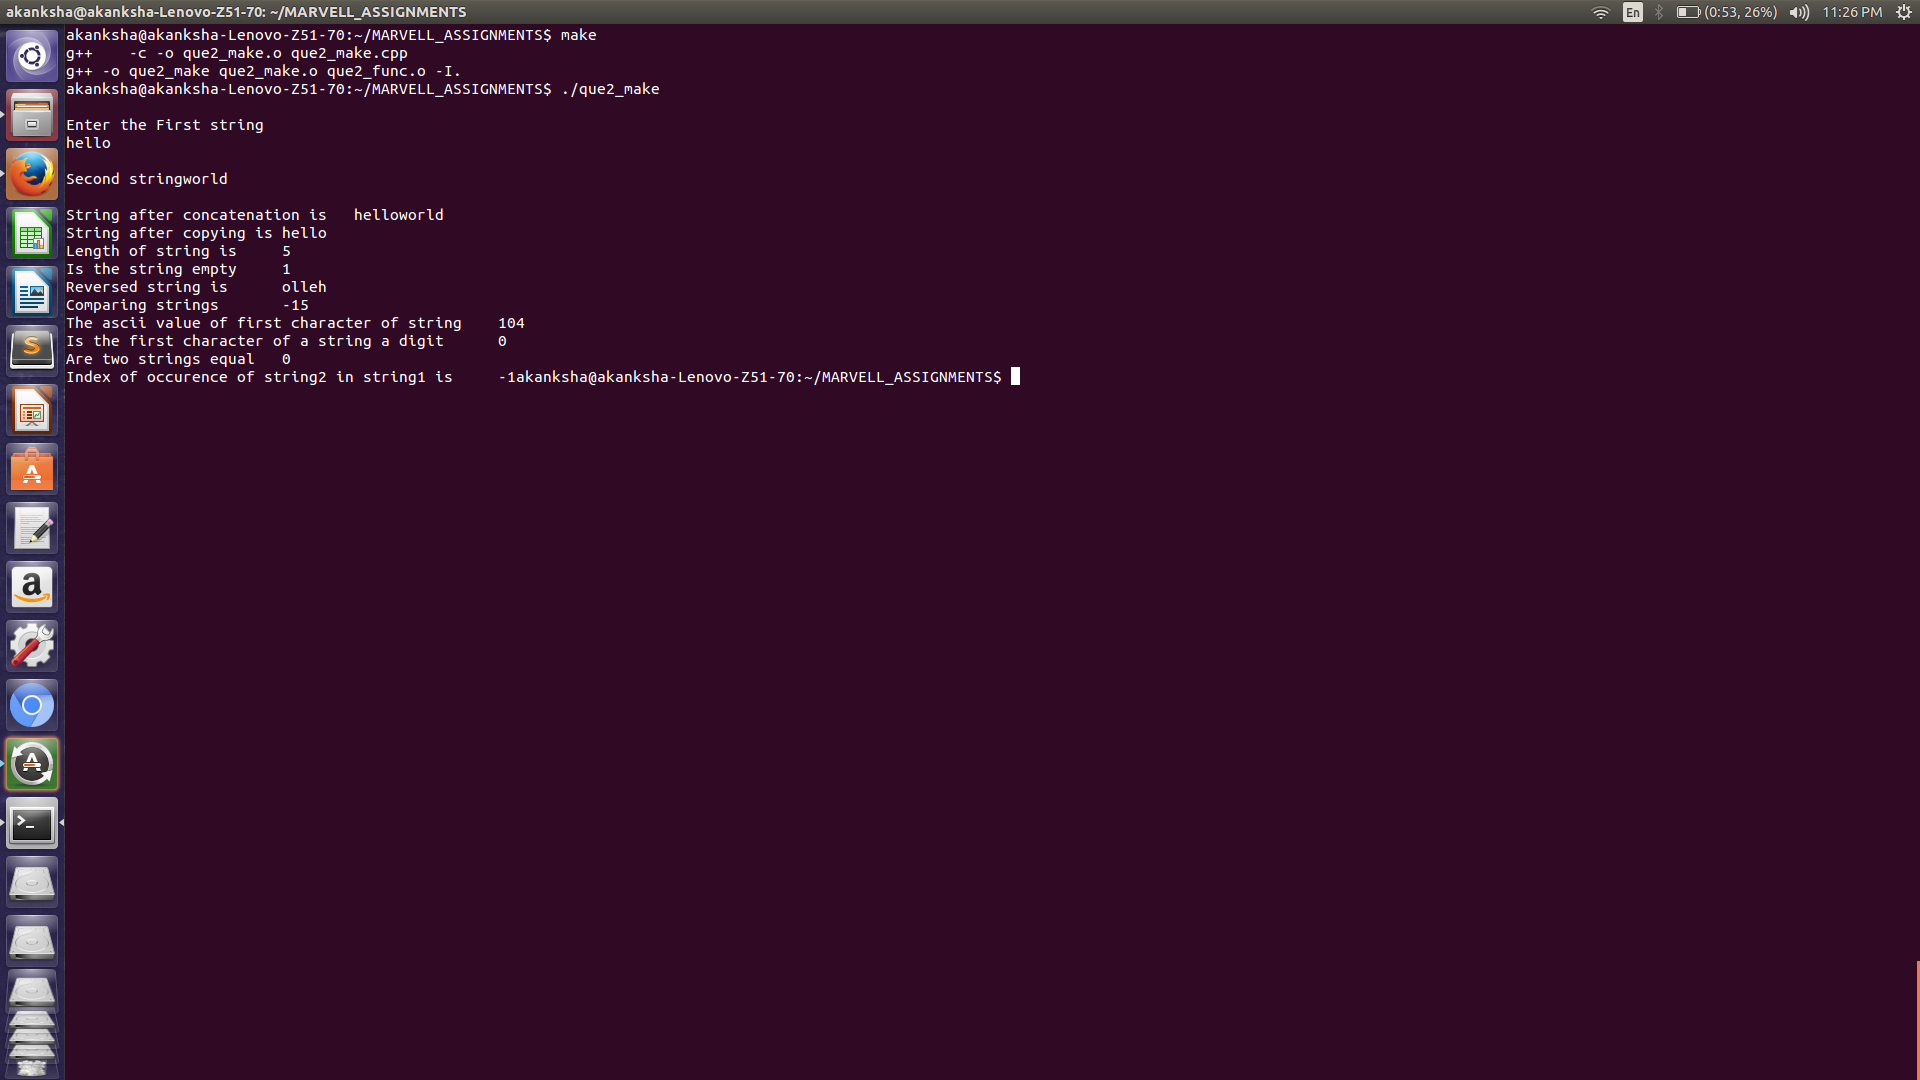 akanksha@akanksha-Lenovo-Z51-70: ~/MARVELL_ASSIGNMENTS
En (0:53, 26%) 11:26 PM
akanksha@akanksha-Lenovo-Z51-70:~/MARVELL_ASSIGNMENTS$ make
g++    -c -o que2_make.o que2_make.cpp
g++ -o que2_make que2_make.o que2_func.o -I.
akanksha@akanksha-Lenovo-Z51-70:~/MARVELL_ASSIGNMENTS$ ./que2_make
Enter the First string
hello
Second stringworld
String after concatenation is   helloworld
String after copying is hello
Length of string is     5
Is the string empty     1
Reversed string is      olleh
Comparing strings       -15
The ascii value of first character of string    104
Is the first character of a string a digit      0
Are two strings equal   0
Index of occurence of string2 in string1 is     -1akanksha@akanksha-Lenovo-Z51-70:~/MARVELL_ASSIGNMENTS$